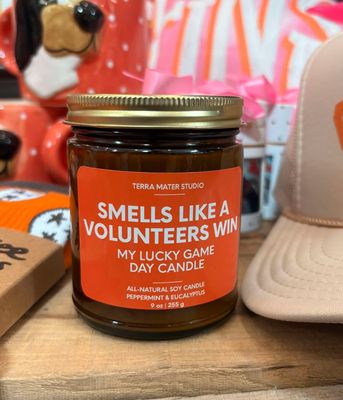 TERRA MATER STUDIO
SMELLS LIKE A
VOLUNTEERS WIN
MY LUCKY GAME
DAY CANDLE
ALL-NATURAL SOY CANDLE
PEPPERMINT & EUCALYPTUS
9 oz | 255 g